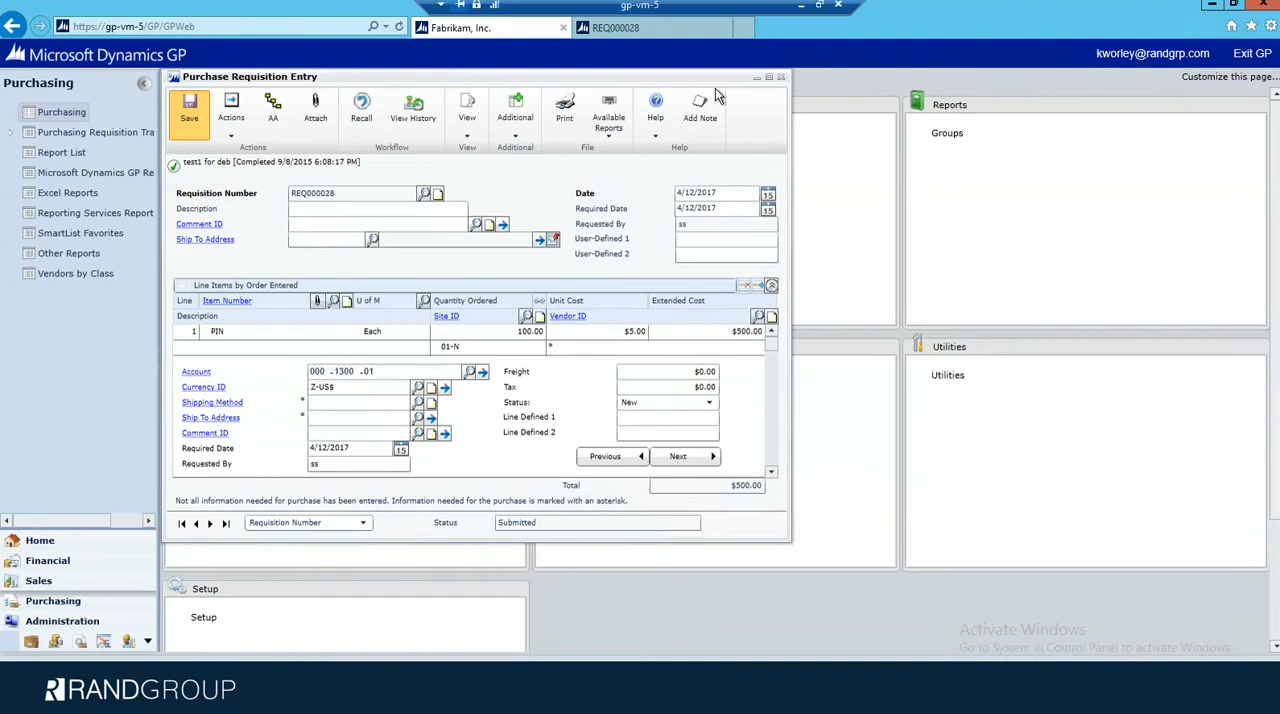 gp-vm-5
https://gp-vm-5/GP/GPWeb
Fabrikam, Inc.
REQ000028
Microsoft Dynamics GP
kworley@randgrp.com
Exit GP
Customize this page...
Purchasing
Purchasing
Purchasing Requisition Tra
Report List
Microsoft Dynamics GP Re
Excel Reports
Reporting Services Report
SmartList Favorites
Other Reports
Vendors by Class
Home
Financial
Sales
Purchasing
Administration
Purchase Requisition Entry
Save
Actions
AA
Attach
Recall
View History
View
Additional
Print
Available Reports
Help
Add Note
Actions
Workflow
View
Additional
File
Help
test1 for deb [Completed 9/8/2015 6:08:17 PM]
Requisition Number REQ000028
Description
Comment ID
Ship To Address
Date 4/12/2017
15
Required Date 4/12/2017
15
Requested By ss
User-Defined 1
User-Defined 2
Line Items by Order Entered
Line Item Number U of M Quantity Ordered Unit Cost Extended Cost
Description Site ID Vendor ID
1 PIN Each 100.00 $5.00 $500.00
01-N *
Account 000 -1300 -01
Currency ID Z-US$
Shipping Method *
Ship To Address *
Comment ID
Required Date 4/12/2017 15
Requested By ss
Freight $0.00
Tax $0.00
Status: New
Line Defined 1
Line Defined 2
Previous Next
Total $500.00
Not all information needed for purchase has been entered. Information needed for the purchase is marked with an asterisk.
Requisition Number Status Submitted
Reports
Groups
Utilities
Utilities
Setup
Setup
Activate Windows
Go to System in Control Panel to activate Windows.
RANDGROUP